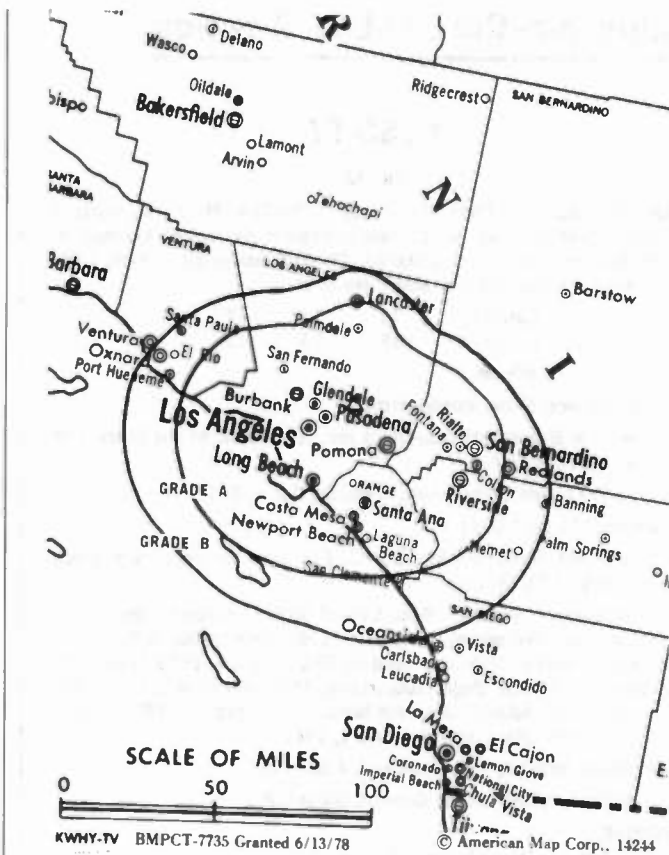 Delano
Wasco
R
Oildale
Ridgecrest
SAN BERNARDINO
bispo
Bakersfield
Lamont
Arvin
N
SANTA
BARBARA
Tehachapi
VENTURA
LOS ANGELES
I
Barbara
Lancaster
Barstow
Santa Paula
Palmdale
Ventura
Oxnard
El Rio
San Fernando
Port Hueneme
Burbank
Glendale
Pasadena
Los Angeles
Fontana
Rialto
San Bernardino
Pomona
Long Beach
Colton
Redlands
ORANGE
Riverside
GRADE A
Santa Ana
Banning
Costa Mesa
Newport Beach
Laguna
Beach
GRADE B
Hemet
alm Springs
San Clemente
SAN DIEGO
Oceanside
Vista
Carlsbad
Leucadia
Escondido
La Mesa
El Cajon
San Diego
Lemon Grove
SCALE OF MILES
Coronado
National City
Imperial Beach
Chula Vista
E
0 50 100
KWHY-TV BMPCT-7735 Granted 6/13/78
© American Map Corp., 14244